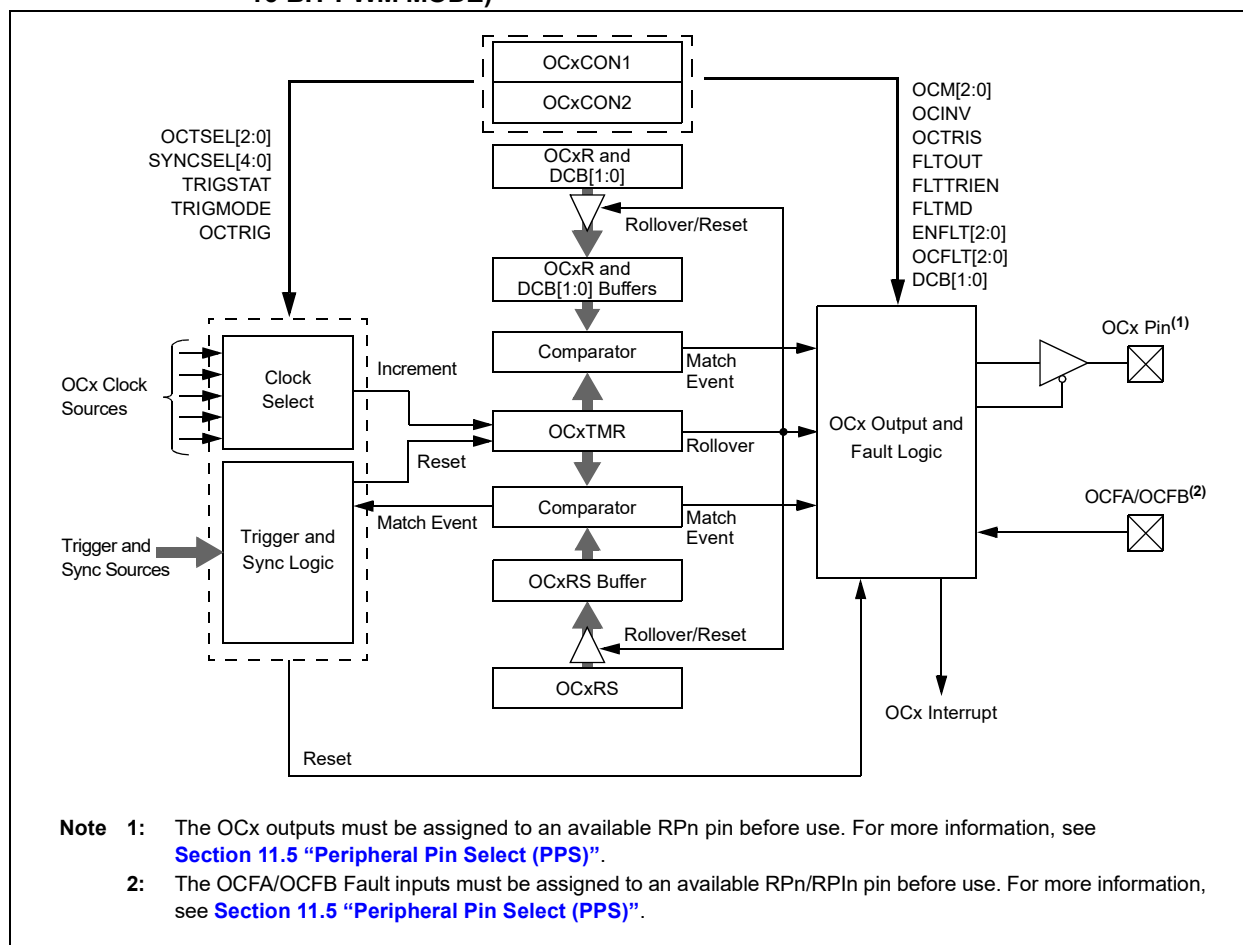 OCxCON1
OCxCON2
OCTSEL[2:0]
SYNCSEL[4:0]
TRIGSTAT
TRIGMODE
OCTRIG
OCM[2:0]
OCINV
OCTRIS
FLTOUT
FLTTRIEN
FLTMD
ENFLT[2:0]
OCFLT[2:0]
DCB[1:0]
OCxR and
DCB[1:0]
Rollover/Reset
OCxR and
DCB[1:0] Buffers
Comparator
Match
Event
OCx Clock
Sources
Clock
Select
Increment
OCxTMR
Rollover
Reset
Trigger and
Sync Sources
Trigger and
Sync Logic
Match Event
Comparator
Match
Event
OCxRS Buffer
Rollover/Reset
OCxRS
OCx Output and
Fault Logic
OCx Pin(1)
OCFA/OCFB(2)
OCx Interrupt
Reset
Note 1: The OCx outputs must be assigned to an available RPn pin before use. For more information, see
Section 11.5 “Peripheral Pin Select (PPS)”.
2: The OCFA/OCFB Fault inputs must be assigned to an available RPn/RPIn pin before use. For more information,
see Section 11.5 “Peripheral Pin Select (PPS)”.